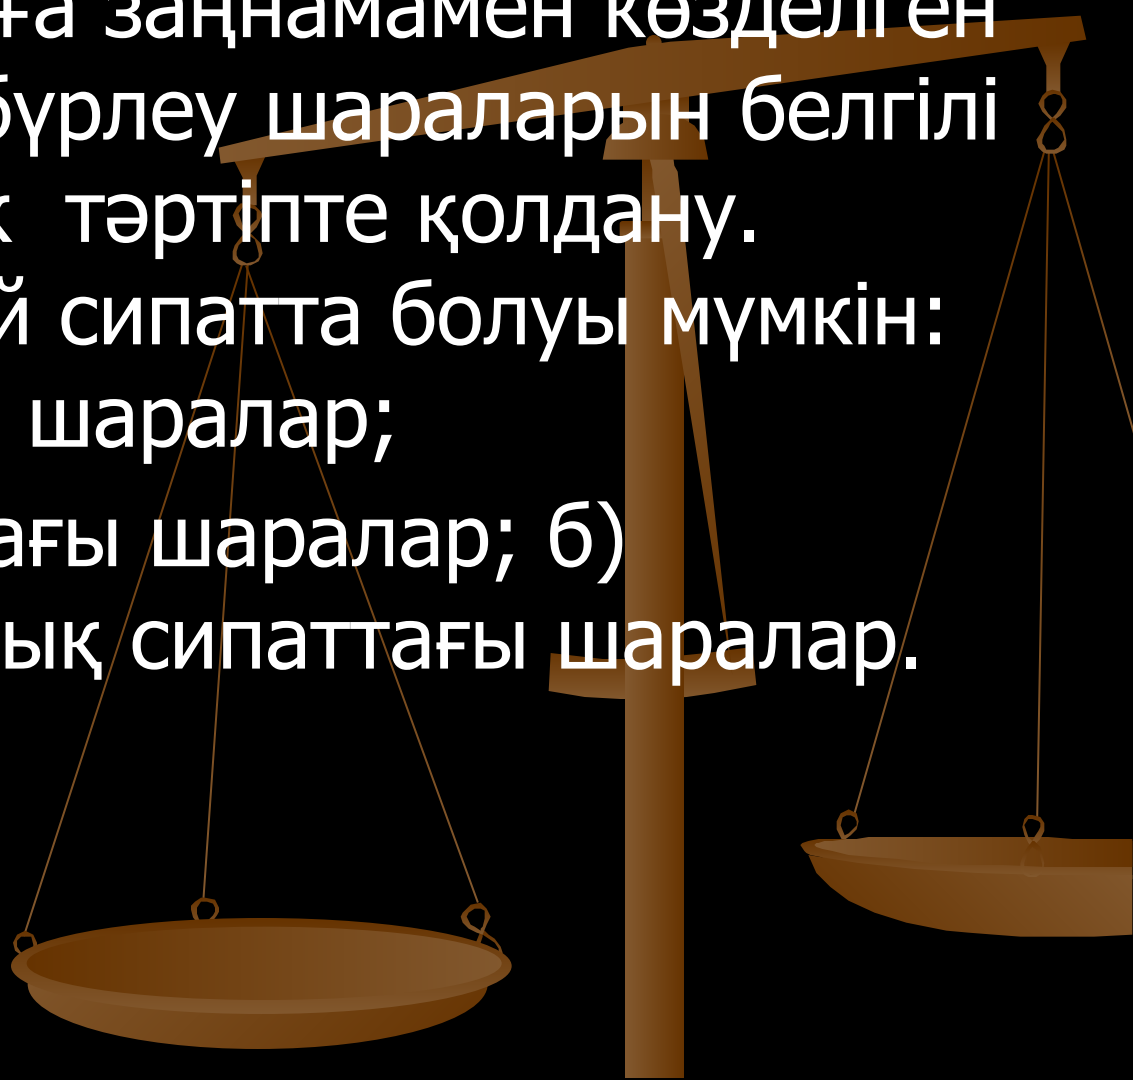 ға заңнамамен көзделген
бүрлеу шараларын белгілі
к тәртіпте қолдану.
й сипатта болуы мүмкін:
шаралар;
ағы шаралар; б)
ық сипаттағы шаралар.